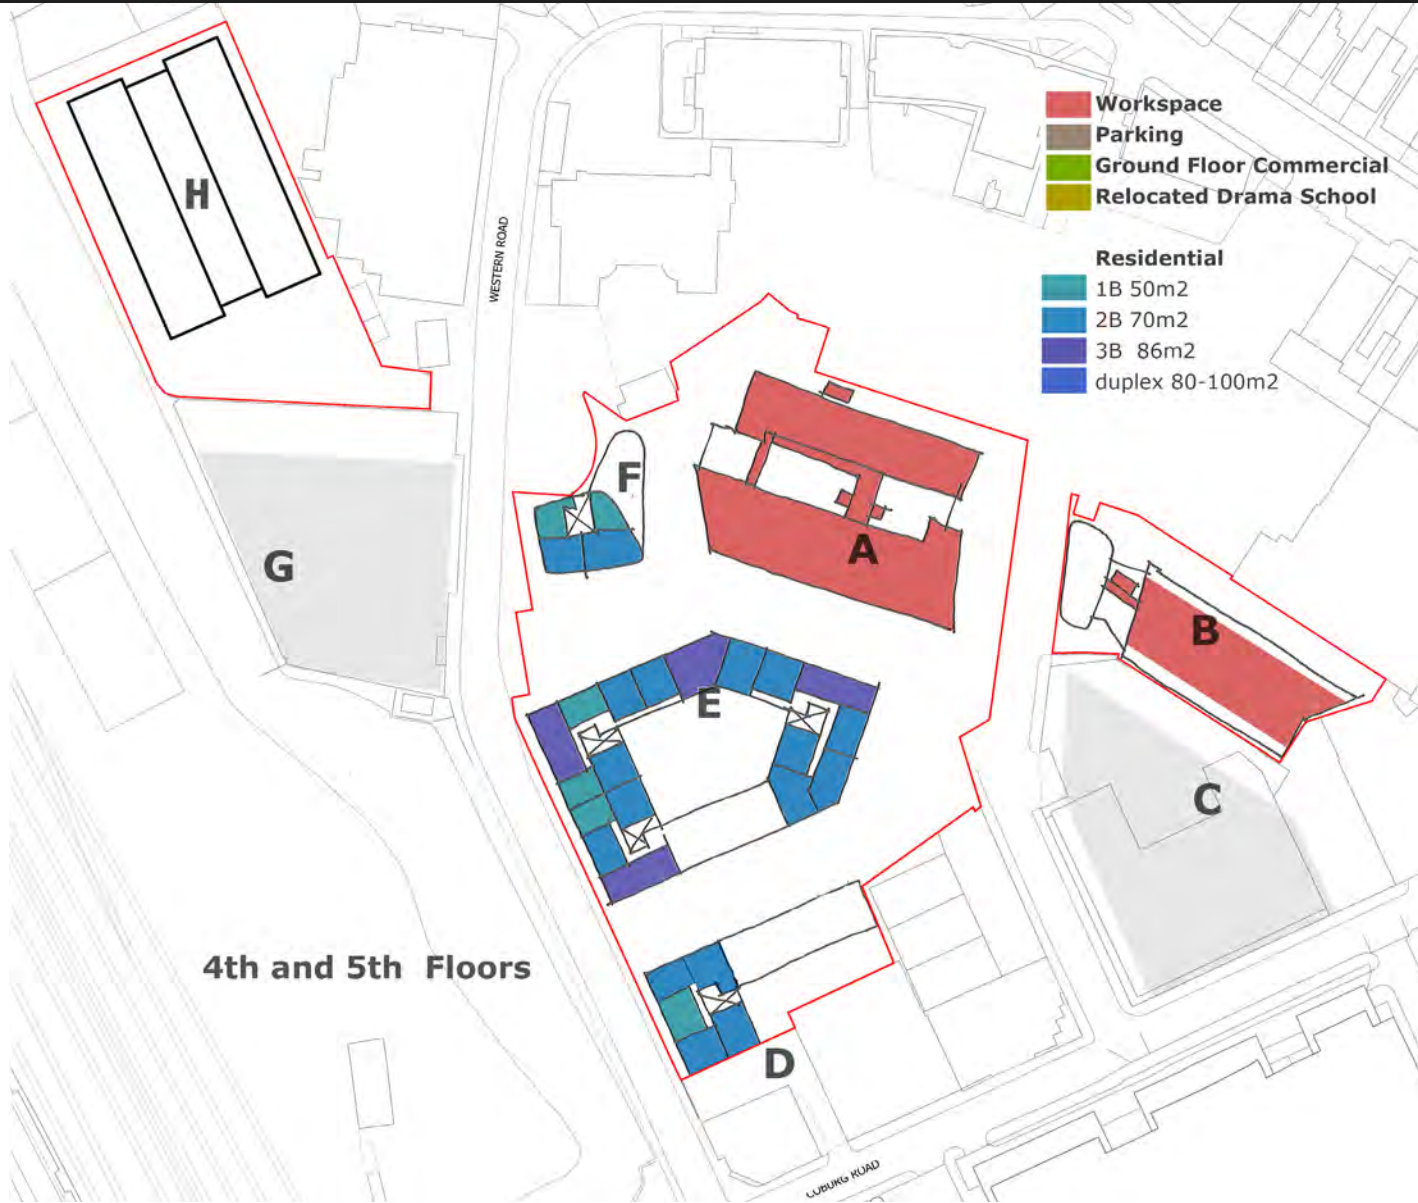 H
WESTERN ROAD
Workspace
Parking
Ground Floor Commercial
Relocated Drama School
Residential
1B 50m2
2B 70m2
3B 86m2
duplex 80-100m2
F
A
G
B
E
C
4th and 5th Floors
D
COBURG ROAD